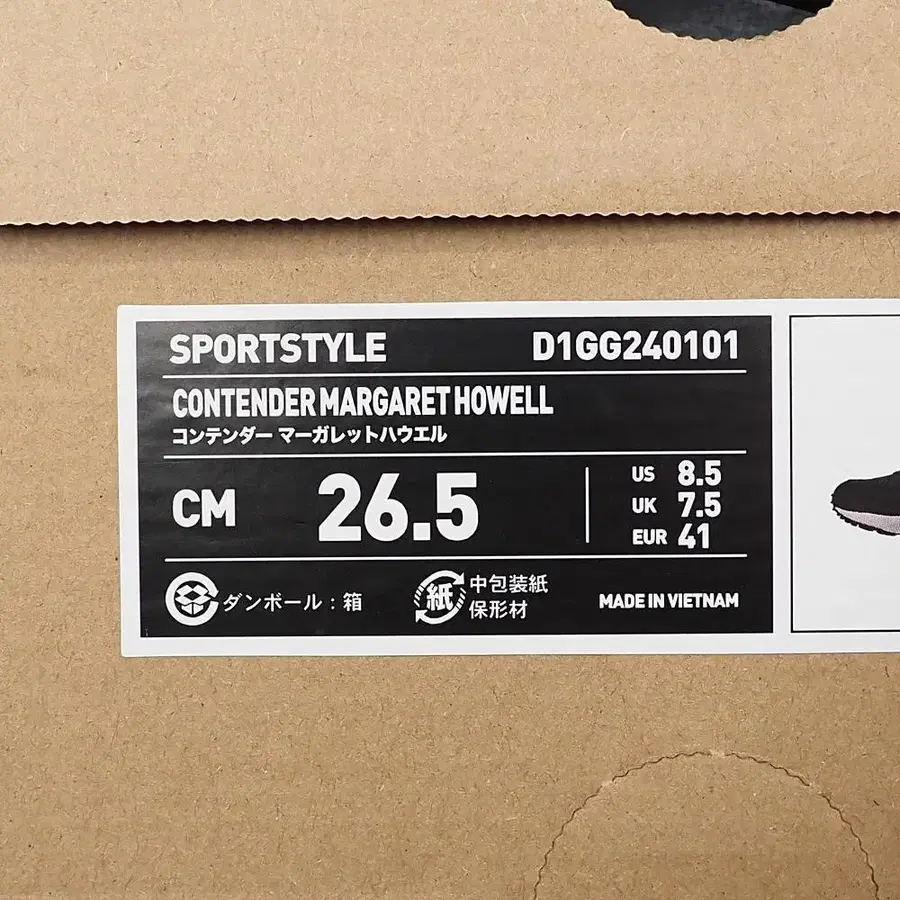 SPORTSTYLE D1GG240101
CONTENDER MARGARET HOWELL
コンテンダー マーガレットハウエル
CM 26.5
US 8.5
UK 7.5
EUR 41
ダンボール：箱
紙 中包装紙
保形材
MADE IN VIETNAM